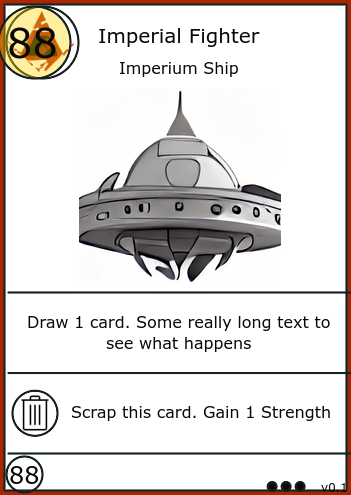 88
Imperial Fighter
Imperium Ship
Draw 1 card. Some really long text to
see what happens
Scrap this card. Gain 1 Strength
88
v0.1